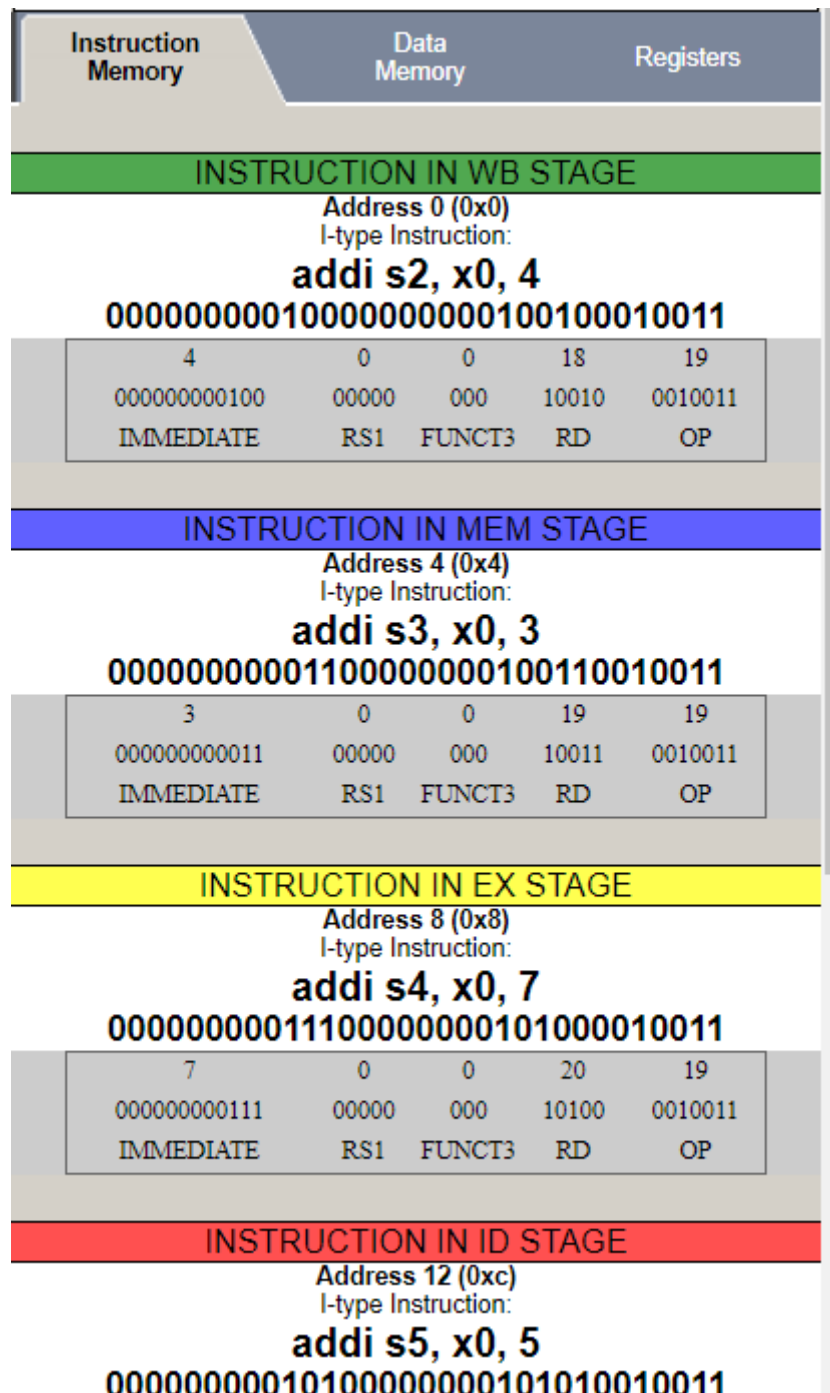 Instruction Memory
Data Memory
Registers
INSTRUCTION IN WB STAGE
Address 0 (0x0)
I-type Instruction:
addi s2, x0, 4
00000000010000000000100100010011
4 0 0 18 19
000000000100 00000 000 10010 0010011
IMMEDIATE RS1 FUNCT3 RD OP
INSTRUCTION IN MEM STAGE
Address 4 (0x4)
I-type Instruction:
addi s3, x0, 3
00000000001100000000100110010011
3 0 0 19 19
000000000011 00000 000 10011 0010011
IMMEDIATE RS1 FUNCT3 RD OP
INSTRUCTION IN EX STAGE
Address 8 (0x8)
I-type Instruction:
addi s4, x0, 7
00000000011100000000101000010011
7 0 0 20 19
000000000111 00000 000 10100 0010011
IMMEDIATE RS1 FUNCT3 RD OP
INSTRUCTION IN ID STAGE
Address 12 (0xc)
I-type Instruction:
addi s5, x0, 5
00000000010100000000101010010011